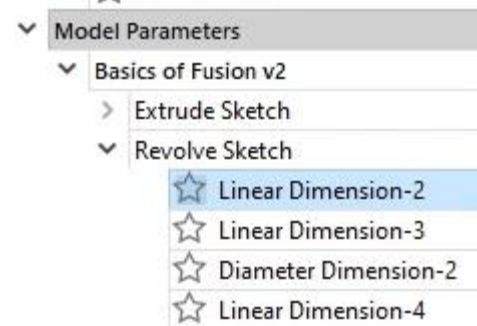 Model Parameters
Basics of Fusion v2
Extrude Sketch
Revolve Sketch
Linear Dimension-2
Linear Dimension-3
Diameter Dimension-2
Linear Dimension-4